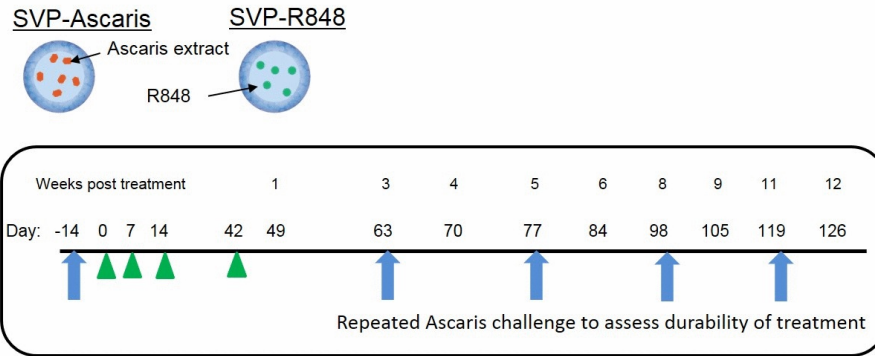 SVP-Ascaris SVP-R848
Ascaris extract
R848
Weeks post treatment 1 3 4 5 6 8 9 11 12
Day: -14 0 7 14 42 49 63 70 77 84 98 105 119 126
Repeated Ascaris challenge to assess durability of treatment